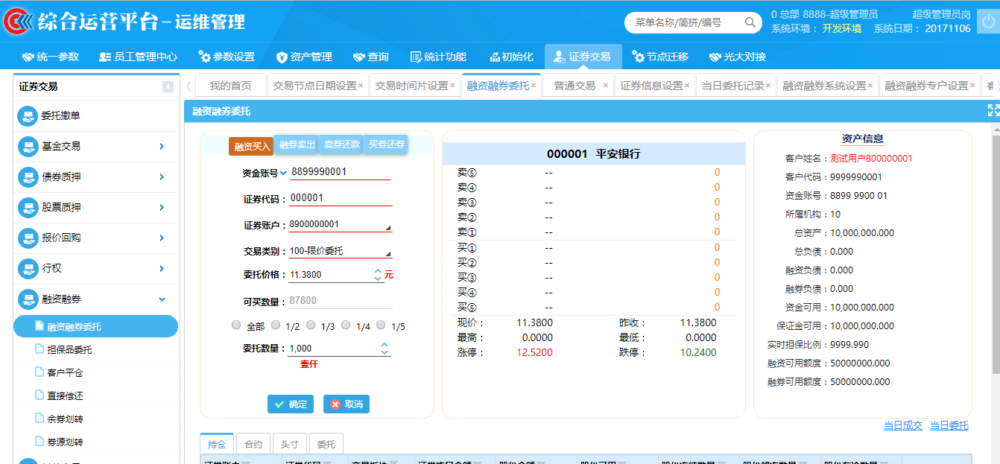 综合运营平台-运维管理
菜单名称/简拼/编号
0 总部 8888-超级管理员 超级管理员岗
系统环境： 开发环境 系统日期： 20171106
统一参数 员工管理中心 参数设置 资产管理 查询 统计功能 初始化 证券交易 节点迁移 光大对接
证券交易
我的首页 交易节点日期设置× 交易时间片设置× 融资融券委托× 普通交易 × 证券信息设置× 当日委托记录× 融资融券系统设置× 融资融券专户设置×
委托撤单
基金交易
债券质押
股票质押
报价回购
行权
融资融券
融资融券委托
担保品委托
客户平仓
直接偿还
余券划转
券源划转
融资融券委托
融资买入 融券卖出 卖券还款 买券还券
资金账号 8899990001
证券代码： 000001
证券账户： 8900000001
交易类别： 100-限价委托
委托价格： 11.3800 元
可买数量： 87800
全部 1/2 1/3 1/4 1/5
委托数量： 1,000
壹仟
确定 取消
000001 平安银行
卖⑤ -- 0
卖④ -- 0
卖③ -- 0
卖② -- 0
卖① -- 0
买① -- 0
买② -- 0
买③ -- 0
买④ -- 0
买⑤ -- 0
现价： 11.3800 昨收： 11.3800
最高： 0.0000 最低： 0.0000
涨停： 12.5200 跌停： 10.2400
资产信息
客户姓名：测试用户800000001
客户代码：9999990001
资金账号：8899 9900 01
所属机构：10
总资产：10,000,000.000
总负债：0.000
融资负债：0.000
融券负债：0.000
资金可用：10,000,000.000
保证金可用：10,000,000.000
实时担保比例：9999.990
融资可用额度：50000000.000
融券可用额度：50000000.000
当日成交 当日委托
持仓 合约 头寸 委托